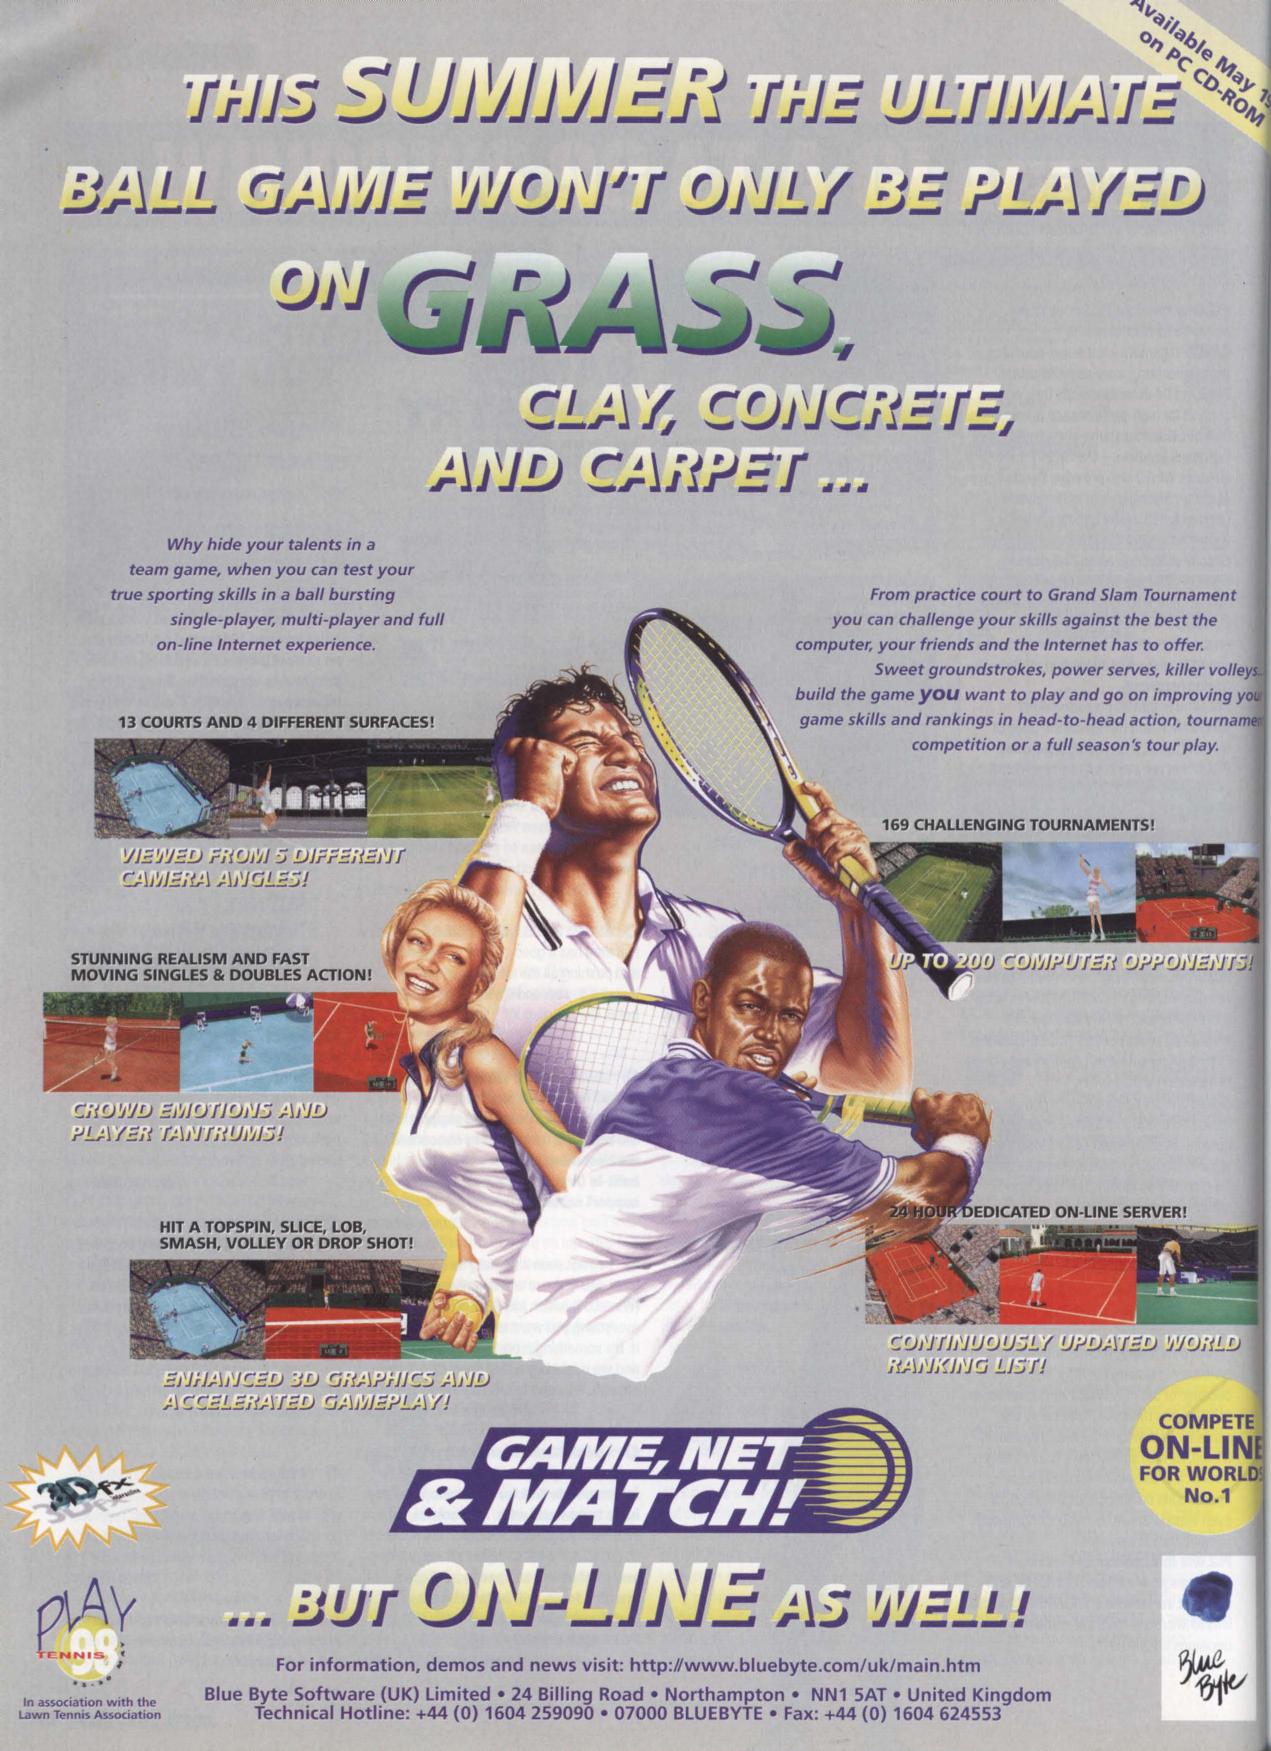 Available May 19
on PC CD-ROM
THIS SUMMER THE ULTIMATE
BALL GAME WON'T ONLY BE PLAYED
ON GRASS,
CLAY, CONCRETE,
AND CARPET ...
Why hide your talents in a
team game, when you can test your
true sporting skills in a ball bursting
single-player, multi-player and full
on-line Internet experience.
From practice court to Grand Slam Tournament
you can challenge your skills against the best the
computer, your friends and the Internet has to offer.
Sweet groundstrokes, power serves, killer volleys..
build the game you want to play and go on improving you
game skills and rankings in head-to-head action, tournamen
competition or a full season's tour play.
13 COURTS AND 4 DIFFERENT SURFACES!
VIEWED FROM 5 DIFFERENT
CAMERA ANGLES!
169 CHALLENGING TOURNAMENTS!
UP TO 200 COMPUTER OPPONENTS!
STUNNING REALISM AND FAST
MOVING SINGLES & DOUBLES ACTION!
CROWD EMOTIONS AND
PLAYER TANTRUMS!
HIT A TOPSPIN, SLICE, LOB,
SMASH, VOLLEY OR DROP SHOT!
ENHANCED 3D GRAPHICS AND
ACCELERATED GAMEPLAY!
24 HOUR DEDICATED ON-LINE SERVER!
CONTINUOUSLY UPDATED WORLD
RANKING LIST!
COMPETE
ON-LINE
FOR WORLDS
No.1
3Dfx
interactive
GAME, NET
& MATCH!
... BUT ON-LINE AS WELL!
PLAY
TENNIS 98
In association with the
Lawn Tennis Association
For information, demos and news visit: http://www.bluebyte.com/uk/main.htm
Blue Byte Software (UK) Limited • 24 Billing Road • Northampton • NN1 5AT • United Kingdom
Technical Hotline: +44 (0) 1604 259090 • 07000 BLUEBYTE • Fax: +44 (0) 1604 624553
Blue
Byte